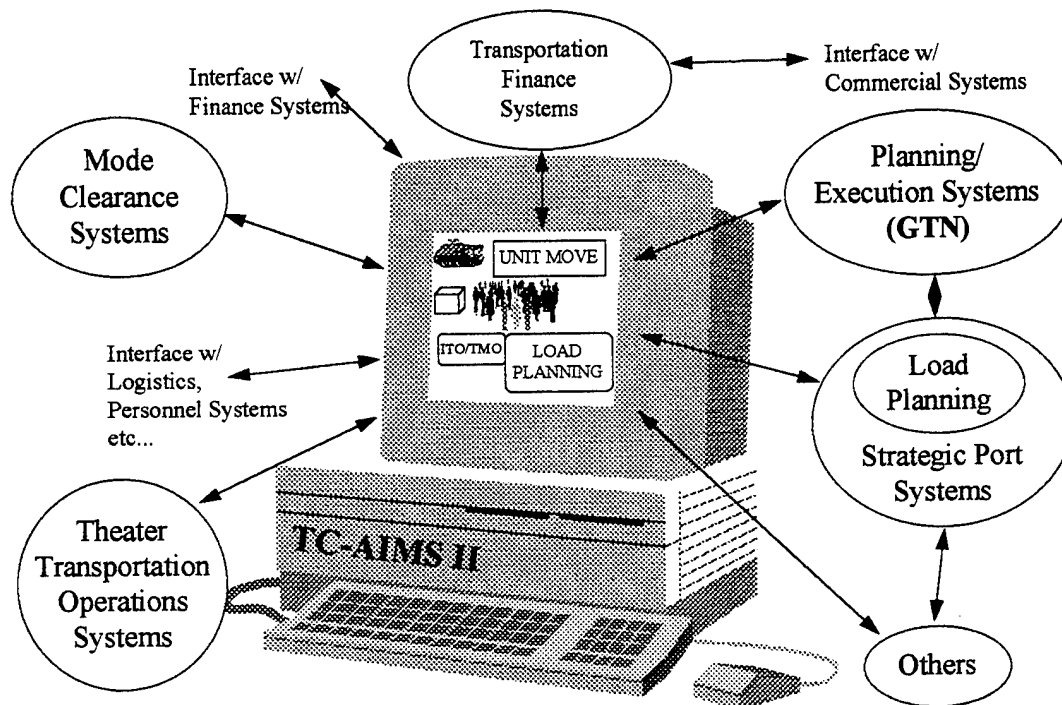 Transportation
Finance
Systems
Interface w/
Finance Systems
Interface w/
Commercial Systems
Mode
Clearance
Systems
Planning/
Execution Systems
(GTN)
UNIT MOVE
ITO/TMO
LOAD
PLANNING
Interface w/
Logistics,
Personnel Systems
etc...
Load
Planning
Strategic Port
Systems
Theater
Transportation
Operations
Systems
TC-AIMS II
Others